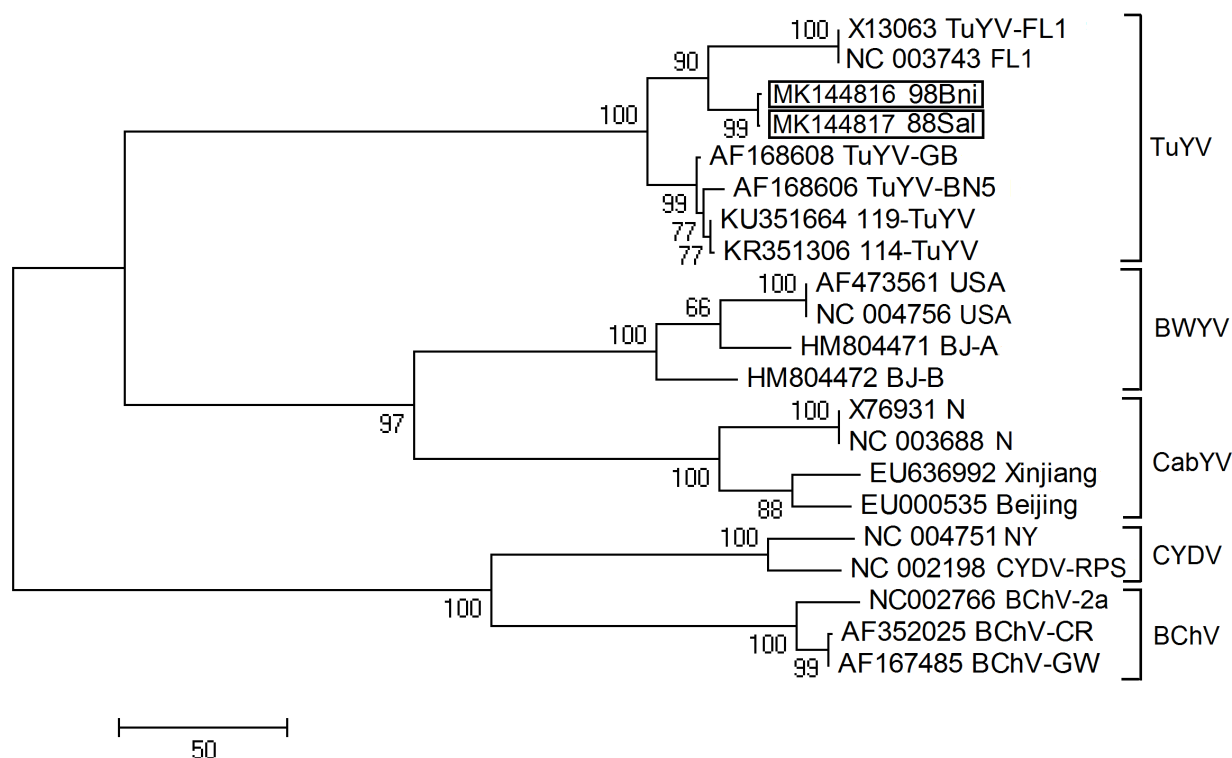 100
X13063 TuYV-FL1
NC 003743 FL1
90
MK144816 98Bni
100
99
MK144817 88Sal
TuYV
AF168608 TuYV-GB
AF168606 TuYV-BN5
99
KU351664 119-TuYV
77
KR351306 114-TuYV
77
100
AF473561 USA
66
NC 004756 USA
BWYV
100
HM804471 BJ-A
HM804472 BJ-B
97
100
X76931 N
NC 003688 N
CabYV
100
EU636992 Xinjiang
88
EU000535 Beijing
100
NC 004751 NY
CYDV
NC 002198 CYDV-RPS
100
NC002766 BChV-2a
100
AF352025 BChV-CR
BChV
99
AF167485 BChV-GW
50